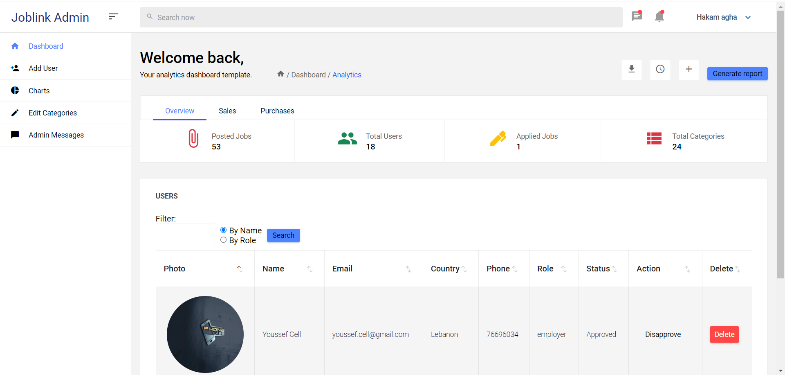 Joblink Admin
Search now
Hakam agha
Dashboard
Add User
Charts
Edit Categories
Admin Messages
Welcome back,
Your analytics dashboard template.
/ Dashboard / Analytics
Generate report
Overview Sales Purchases
Posted Jobs
53
Total Users
18
Applied Jobs
1
Total Categories
24
USERS
Filter:
By Name
By Role
Search
Photo Name Email Country Phone Role Status Action Delete
Youssef Cell youssef.cell@gmail.com Lebanon 76696034 employer Approved Disapprove Delete